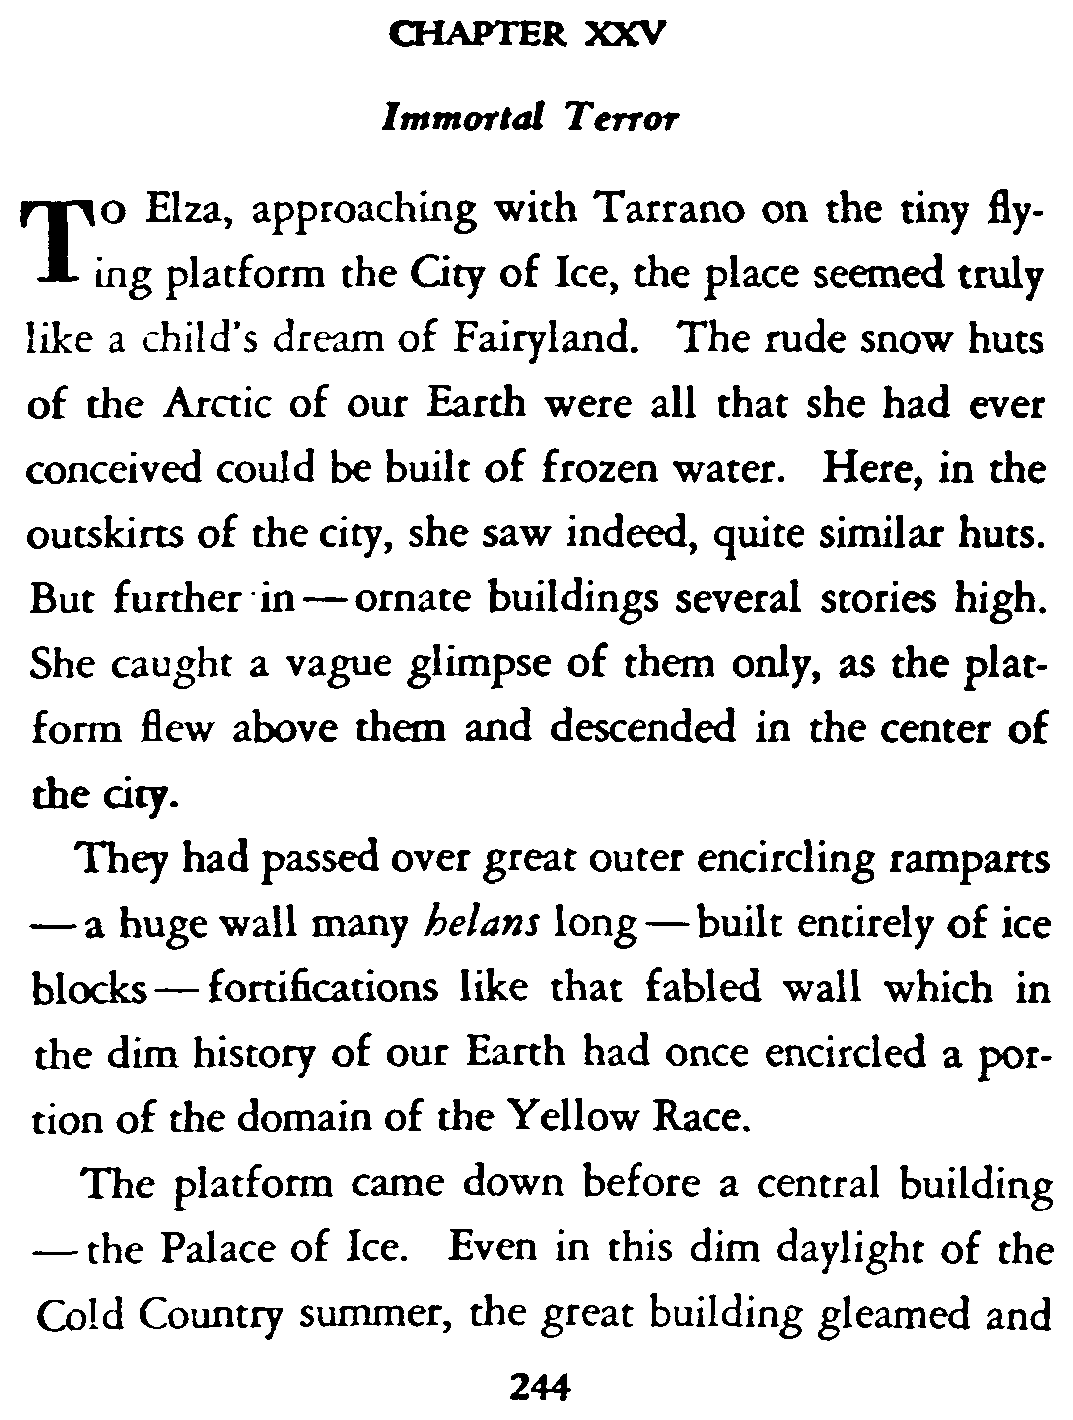 CHAPTER XXV
Immortal Terror
To Elza, approaching with Tarrano on the tiny fly-
ing platform the City of Ice, the place seemed truly
like a child's dream of Fairyland. The rude snow huts
of the Arctic of our Earth were all that she had ever
conceived could be built of frozen water. Here, in the
outskirts of the city, she saw indeed, quite similar huts.
But further in—ornate buildings several stories high.
She caught a vague glimpse of them only, as the plat-
form flew above them and descended in the center of
the city.
They had passed over great outer encircling ramparts
—a huge wall many helans long—built entirely of ice
blocks—fortifications like that fabled wall which in
the dim history of our Earth had once encircled a por-
tion of the domain of the Yellow Race.
The platform came down before a central building
—the Palace of Ice. Even in this dim daylight of the
Cold Country summer, the great building gleamed and
244